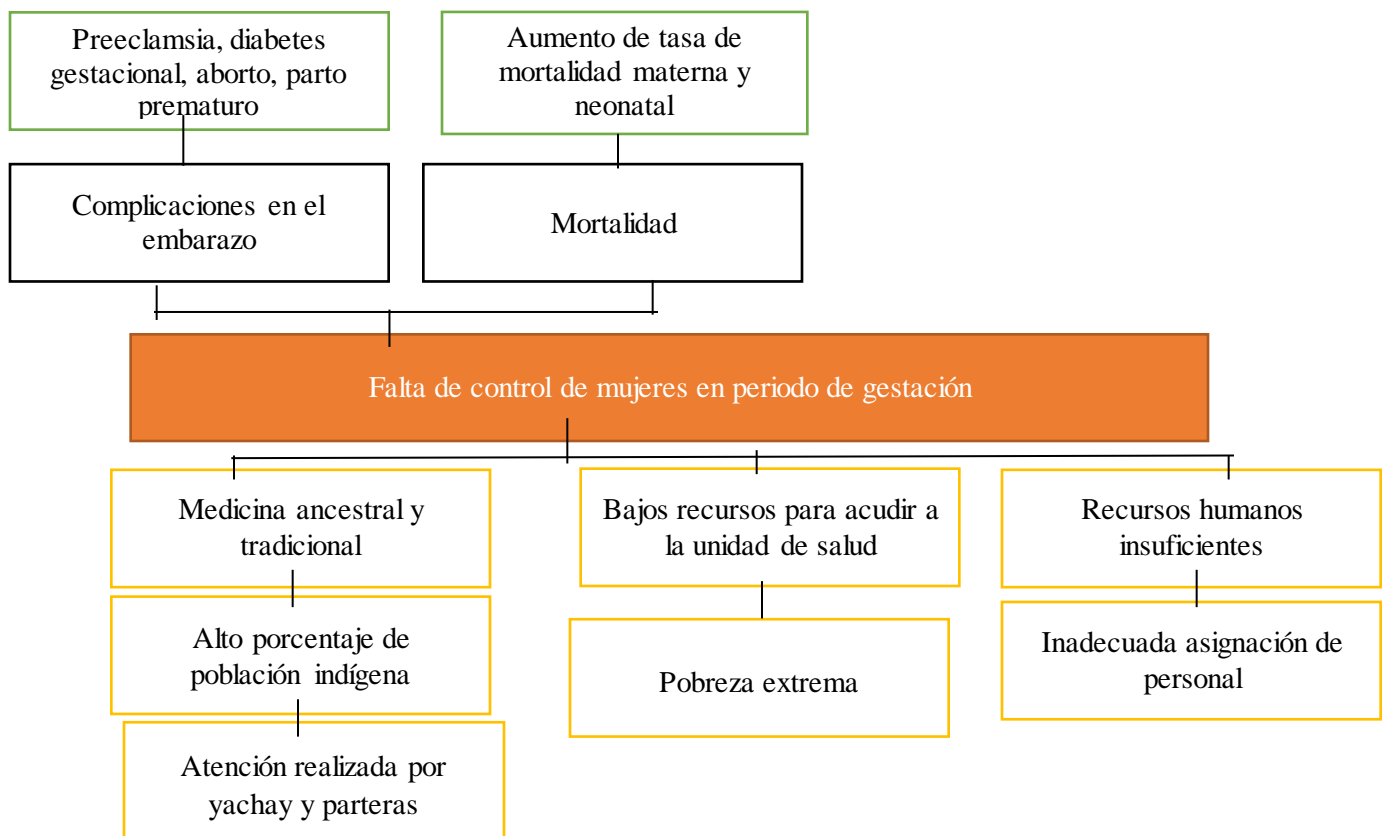 Preeclamsia, diabetes
gestacional, aborto, parto
prematuro
Aumento de tasa de
mortalidad materna y
neonatal
Complicaciones en el
embarazo
Mortalidad
Falta de control de mujeres en periodo de gestación
Medicina ancestral y
tradicional
Bajos recursos para acudir a
la unidad de salud
Recursos humanos
insuficientes
Alto porcentaje de
población indígena
Pobreza extrema
Inadecuada asignación de
personal
Atención realizada por
yachay y parteras